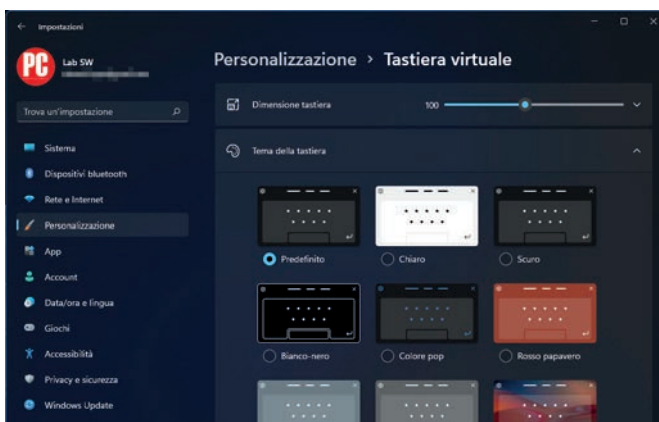 Impostazioni
PC
Lab SW
Trova un'impostazione
Sistema
Dispositivi bluetooth
Rete e Internet
Personalizzazione
App
Account
Data/ora e lingua
Giochi
Accessibilità
Privacy e sicurezza
Windows Update
Personalizzazione > Tastiera virtuale
Dimensione tastiera 100
Tema della tastiera
Predefinito Chiaro Scuro
Bianco-nero Colore pop Rosso papavero